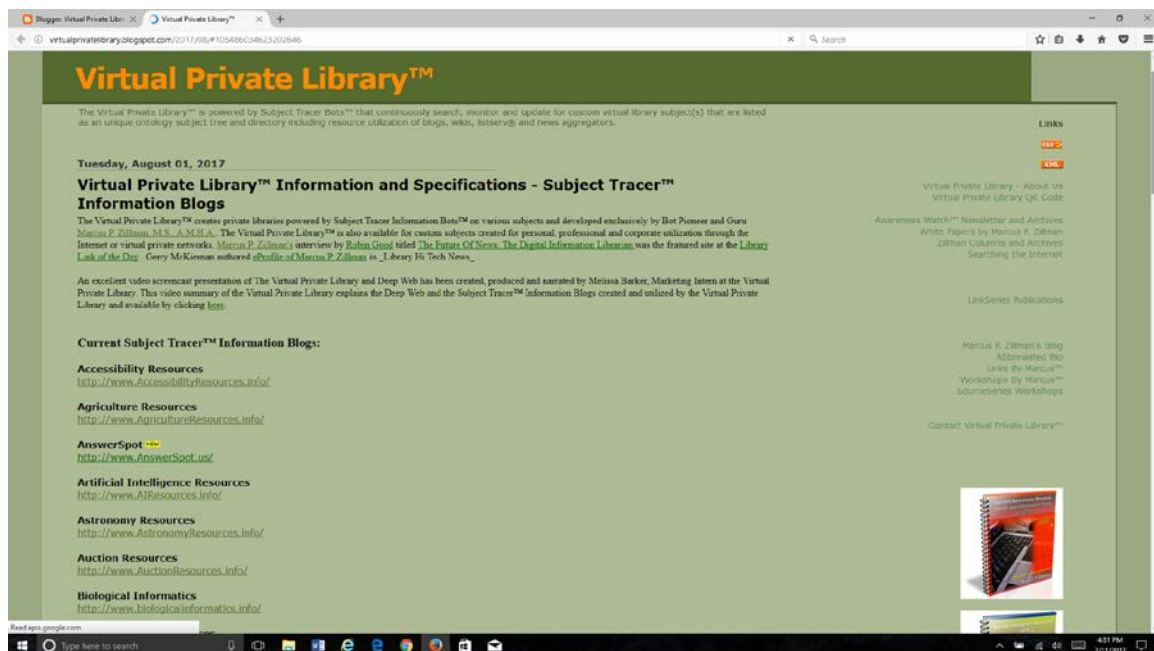 Blogger: Virtual Private Libr
Virtual Private Library™
virtualprivatelibrary.blogspot.com/2017/08/#105486034623202646
Search
Virtual Private Library™
The Virtual Private Library™ is powered by Subject Tracer Bots™ that continuously search, monitor and update for custom virtual library subject(s) that are listed
as an unique ontology subject tree and directory including resource utilization of blogs, wikis, listserv® and news aggregators.
Tuesday, August 01, 2017
Virtual Private Library™ Information and Specifications - Subject Tracer™
Information Blogs
The Virtual Private Library™ creates private libraries powered by Subject Tracer Information Bots™ on various subjects and developed exclusively by Bot Pioneer and Guru
Marcus P. Zillman, M.S., A.M.H.A.. The Virtual Private Library™ is also available for custom subjects created for personal, professional and corporate utilization through the
Internet or virtual private networks. Marcus P. Zillman's interview by Robin Good titled The Future Of News: The Digital Information Librarian was the featured site at the Library
Link of the Day. Gerry McKiernan authored eProfile of Marcus P. Zillman in _Library Hi Tech News_
An excellent video screencast presentation of The Virtual Private Library and Deep Web has been created, produced and narrated by Melissa Barker, Marketing Intern at the Virtual
Private Library. This video summary of the Virtual Private Library explains the Deep Web and the Subject Tracer™ Information Blogs created and utilized by the Virtual Private
Library and available by clicking here.
Current Subject Tracer™ Information Blogs:
Accessibility Resources
http://www.AccessibilityResources.info/
Agriculture Resources
http://www.AgricultureResources.info/
AnswerSpot NEW
http://www.AnswerSpot.us/
Artificial Intelligence Resources
http://www.AIResources.info/
Astronomy Resources
http://www.AstronomyResources.info/
Auction Resources
http://www.AuctionResources.info/
Biological Informatics
http://www.biologicalinformatics.info/
Links
RSS
XML
Virtual Private Library - About Us
Virtual Private Library QR Code
Awareness Watch™ Newsletter and Archives
White Papers by Marcus P. Zillman
Zillman Columns and Archives
Searching the Internet
LinkSeries Publications
Marcus P. Zillman's Blog
Abbreviated Bio
Links By Marcus™
Workshops By Marcus™
SourceSeries Workshops
Contact Virtual Private Library™
Read apis.google.com
Type here to search
4:31 PM